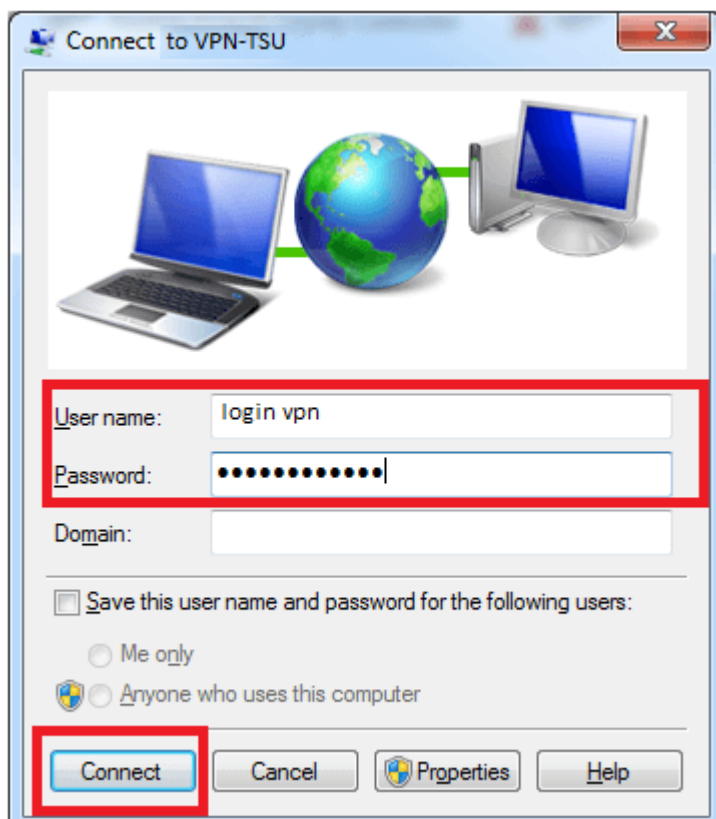 Connect to VPN-TSU
User name: login vpn
Password: ••••••••••••
Domain:
Save this user name and password for the following users:
Me only
Anyone who uses this computer
Connect Cancel Properties Help